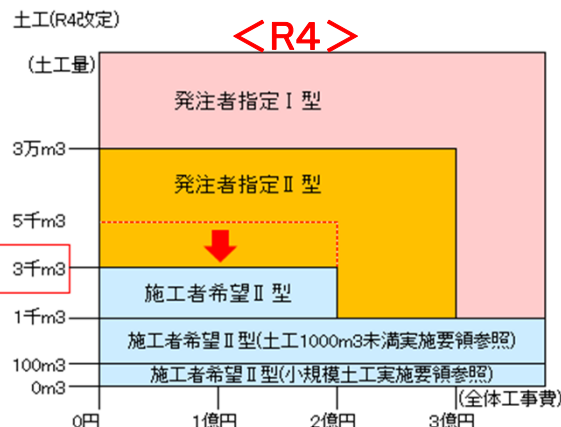 土工(R4改定)
＜R4＞
(土工量)
発注者指定Ⅰ型
3万m3
発注者指定Ⅱ型
5千m3
3千m3
施工者希望Ⅱ型
1千m3
施工者希望Ⅱ型(土工1000m3未満実施要領参照)
100m3
施工者希望Ⅱ型(小規模土工実施要領参照)
0m3
(全体工事費)
0円 1億円 2億円 3億円